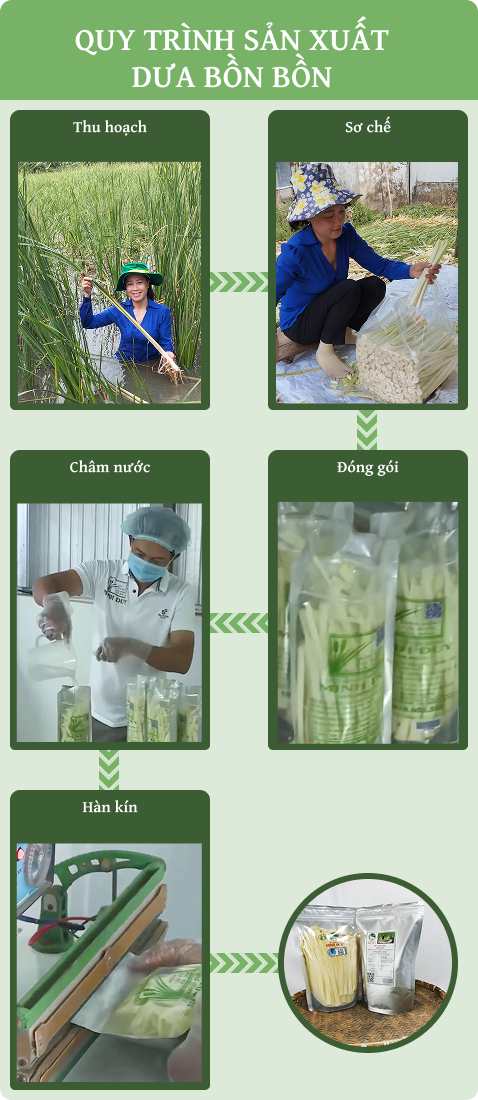 QUY TRÌNH SẢN XUẤT
DƯA BỒN BỒN
Thu hoạch
Sơ chế
Đóng gói
Châm nước
Hàn kín